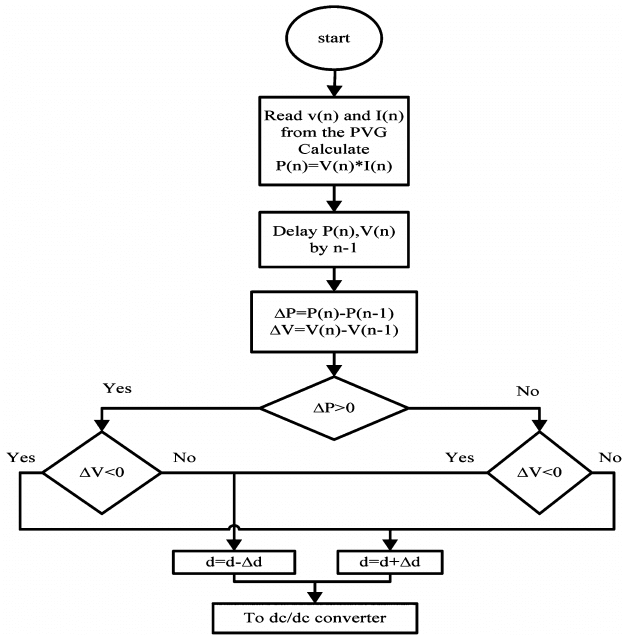 start
Read v(n) and I(n)
from the PVG
Calculate
P(n)=V(n)*I(n)
Delay P(n),V(n)
by n-1
ΔP=P(n)-P(n-1)
ΔV=V(n)-V(n-1)
Yes
ΔP>0
No
Yes
ΔV<0
No
Yes
ΔV<0
No
d=d-Δd
d=d+Δd
To dc/dc converter